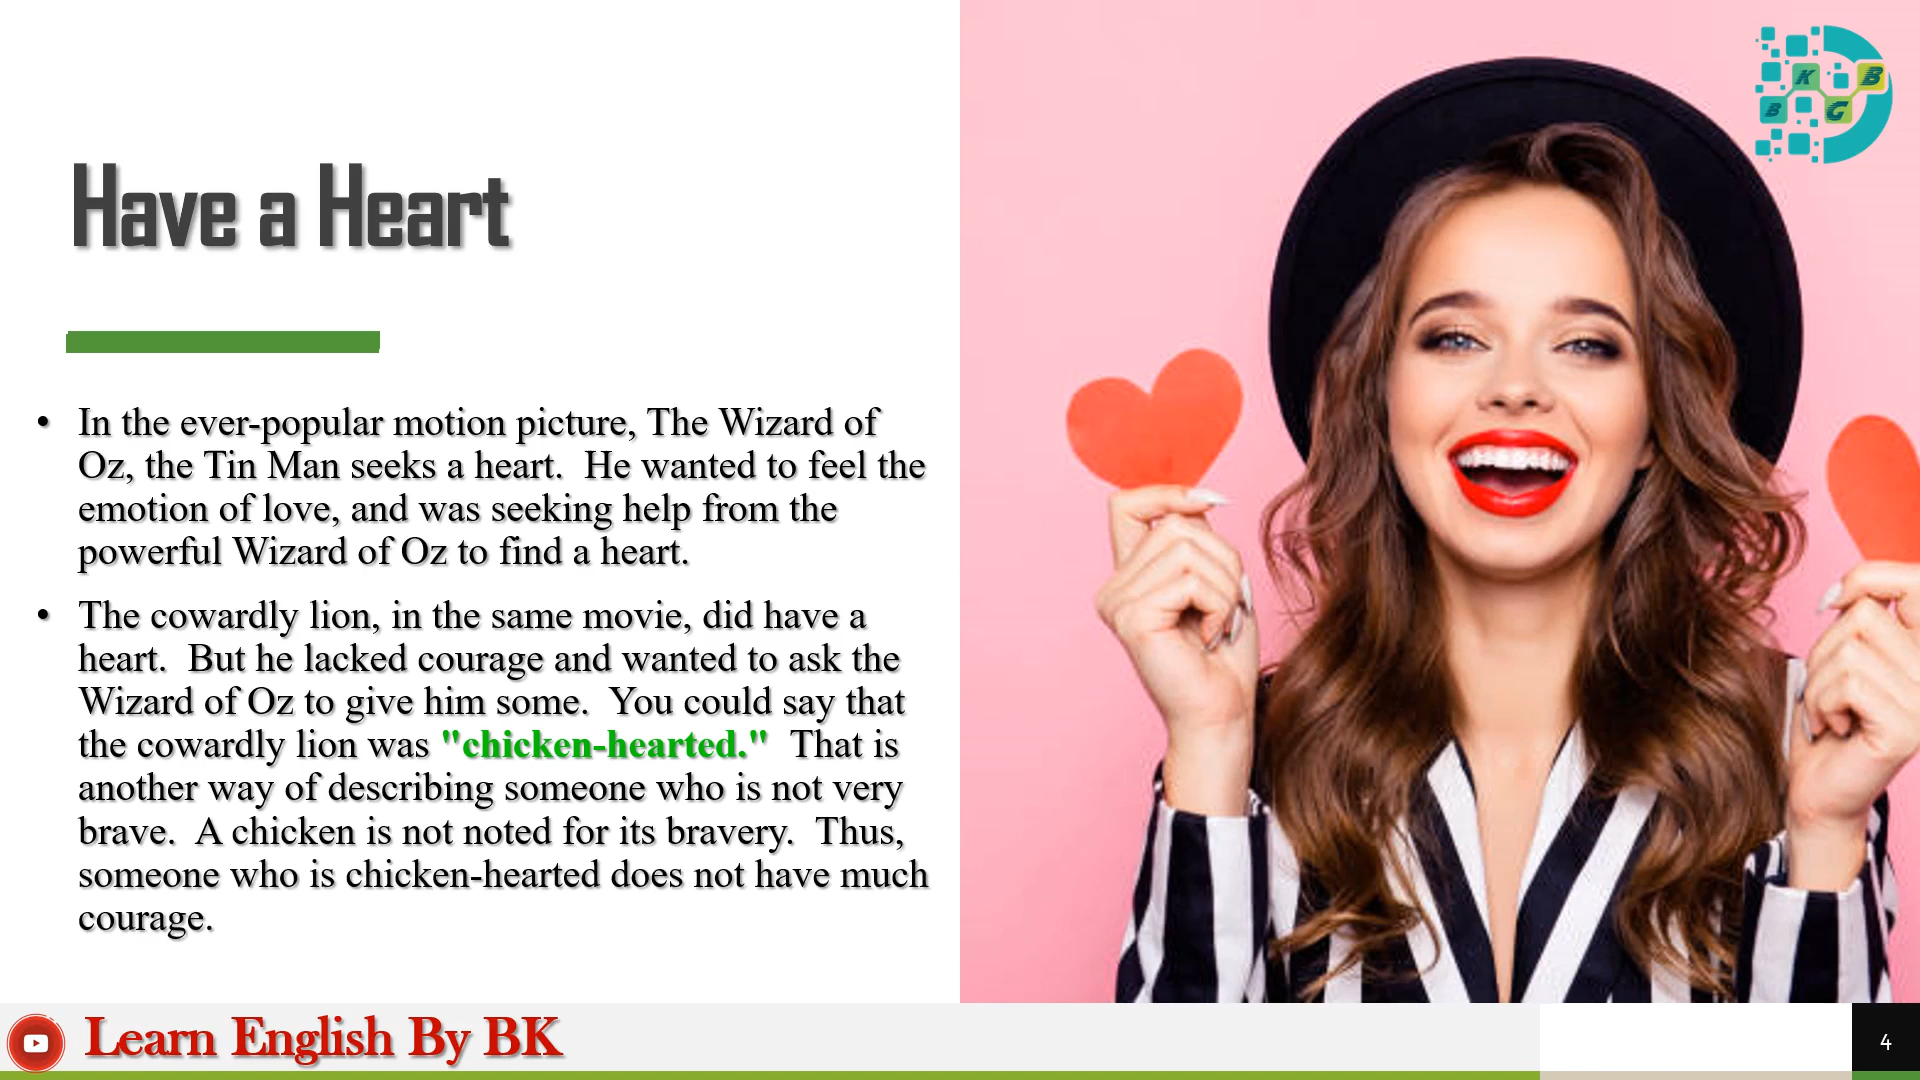 Have a Heart
• In the ever-popular motion picture, The Wizard of
Oz, the Tin Man seeks a heart.  He wanted to feel the
emotion of love, and was seeking help from the
powerful Wizard of Oz to find a heart.
• The cowardly lion, in the same movie, did have a
heart.  But he lacked courage and wanted to ask the
Wizard of Oz to give him some.  You could say that
the cowardly lion was "chicken-hearted."  That is
another way of describing someone who is not very
brave.  A chicken is not noted for its bravery.  Thus,
someone who is chicken-hearted does not have much
courage.
B K G B
Learn English By BK
4